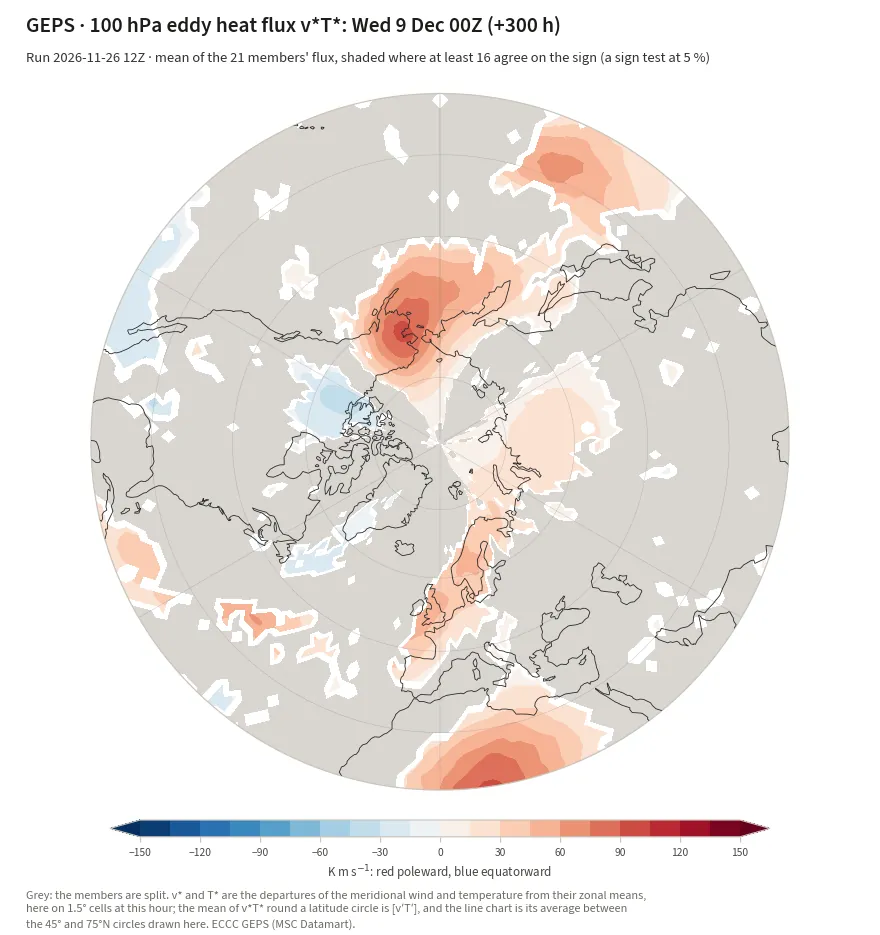 GEPS · 100 hPa eddy heat flux v*T*: Wed 9 Dec 00Z (+300 h)
Run 2026-11-26 12Z · mean of the 21 members' flux, shaded where at least 16 agree on the sign (a sign test at 5 %)
−150 −120 −90 −60 −30 0 30 60 90 120 150
K m s⁻¹: red poleward, blue equatorward
Grey: the members are split. v* and T* are the departures of the meridional wind and temperature from their zonal means,
here on 1.5° cells at this hour; the mean of v*T* round a latitude circle is [v′T′], and the line chart is its average between
the 45° and 75°N circles drawn here. ECCC GEPS (MSC Datamart).